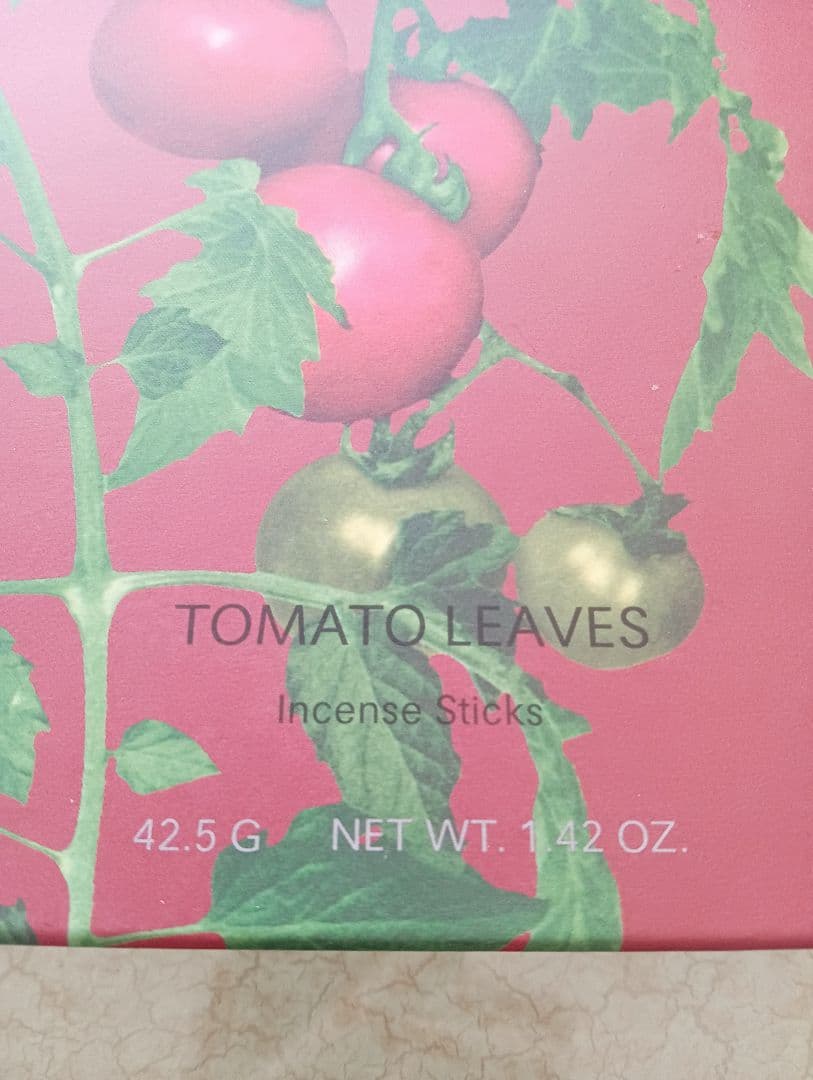 TOMATO LEAVES
Incense Sticks
42.5 G NET WT. 1.42 OZ.